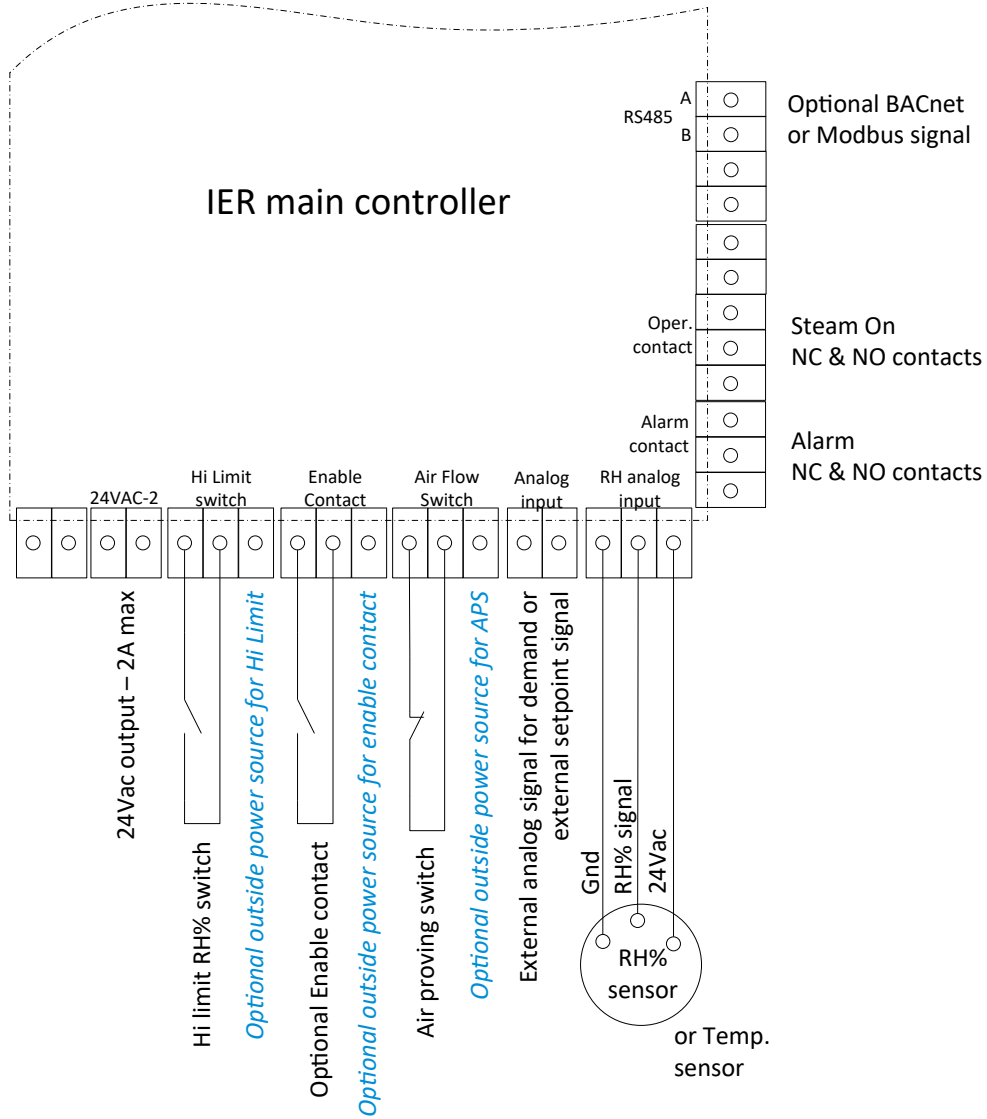 A
RS485
B
Optional BACnet
or Modbus signal
IER main controller
Oper.
contact
Steam On
NC & NO contacts
Alarm
contact
Alarm
NC & NO contacts
24VAC-2
Hi Limit
switch
Enable
Contact
Air Flow
Switch
Analog
input
RH analog
input
24Vac output – 2A max
Hi limit RH% switch
Optional outside power source for Hi Limit
Optional Enable contact
Optional outside power source for enable contact
Air proving switch
Optional outside power source for APS
External analog signal for demand or
external setpoint signal
Gnd
RH% signal
24Vac
RH%
sensor
or Temp.
sensor